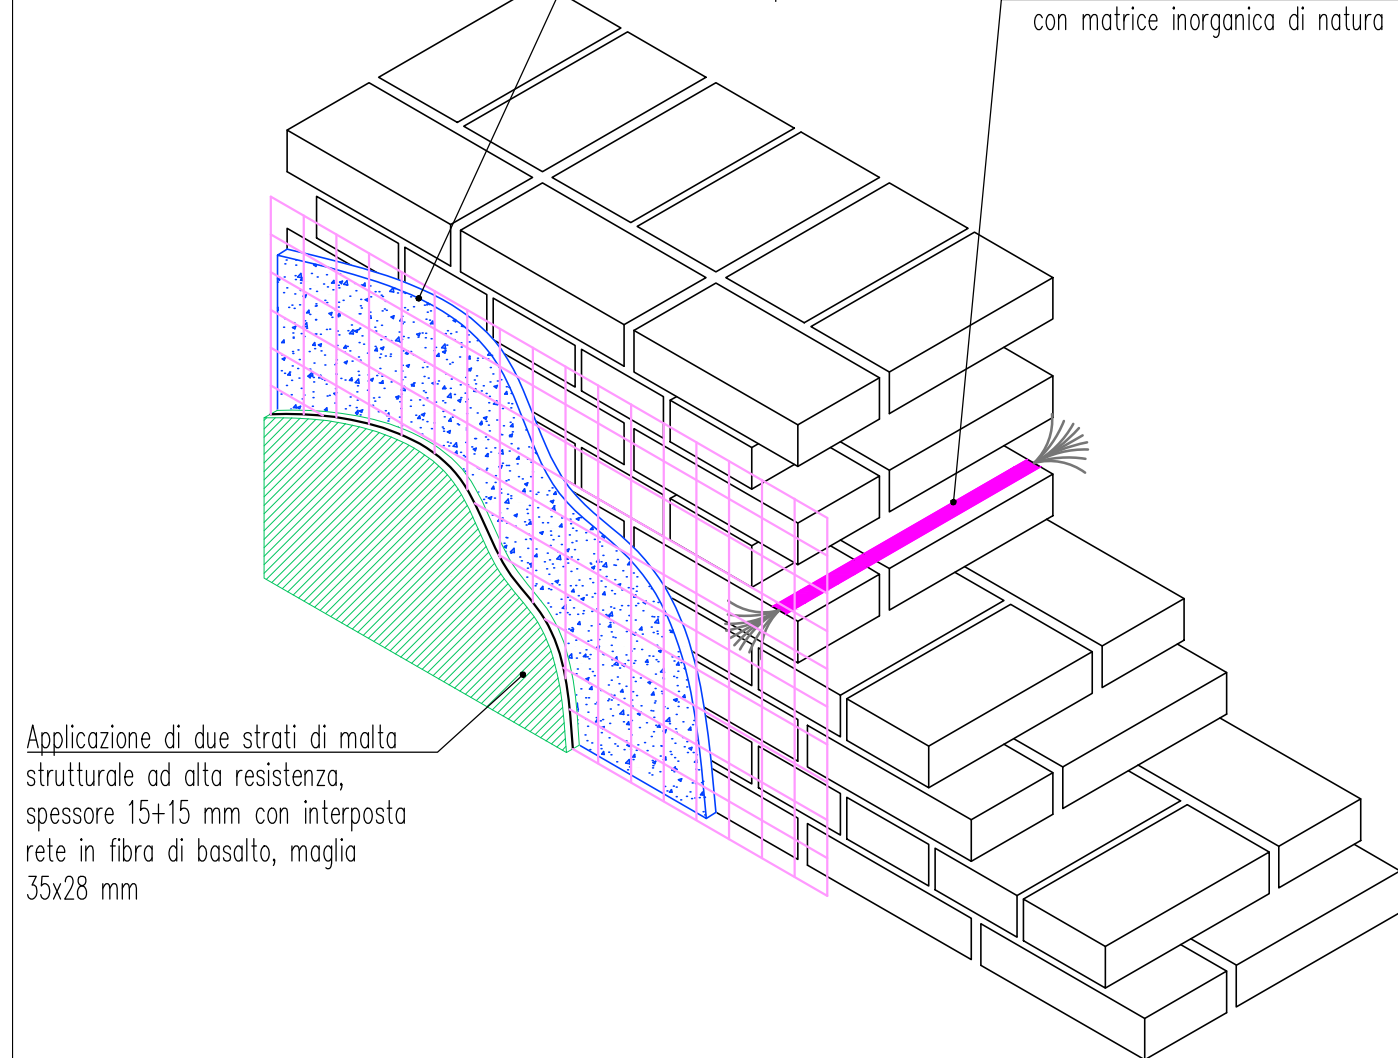 con matrice inorganica di natura
Applicazione di due strati di malta
strutturale ad alta resistenza,
spessore 15+15 mm con interposta
rete in fibra di basalto, maglia
35x28 mm